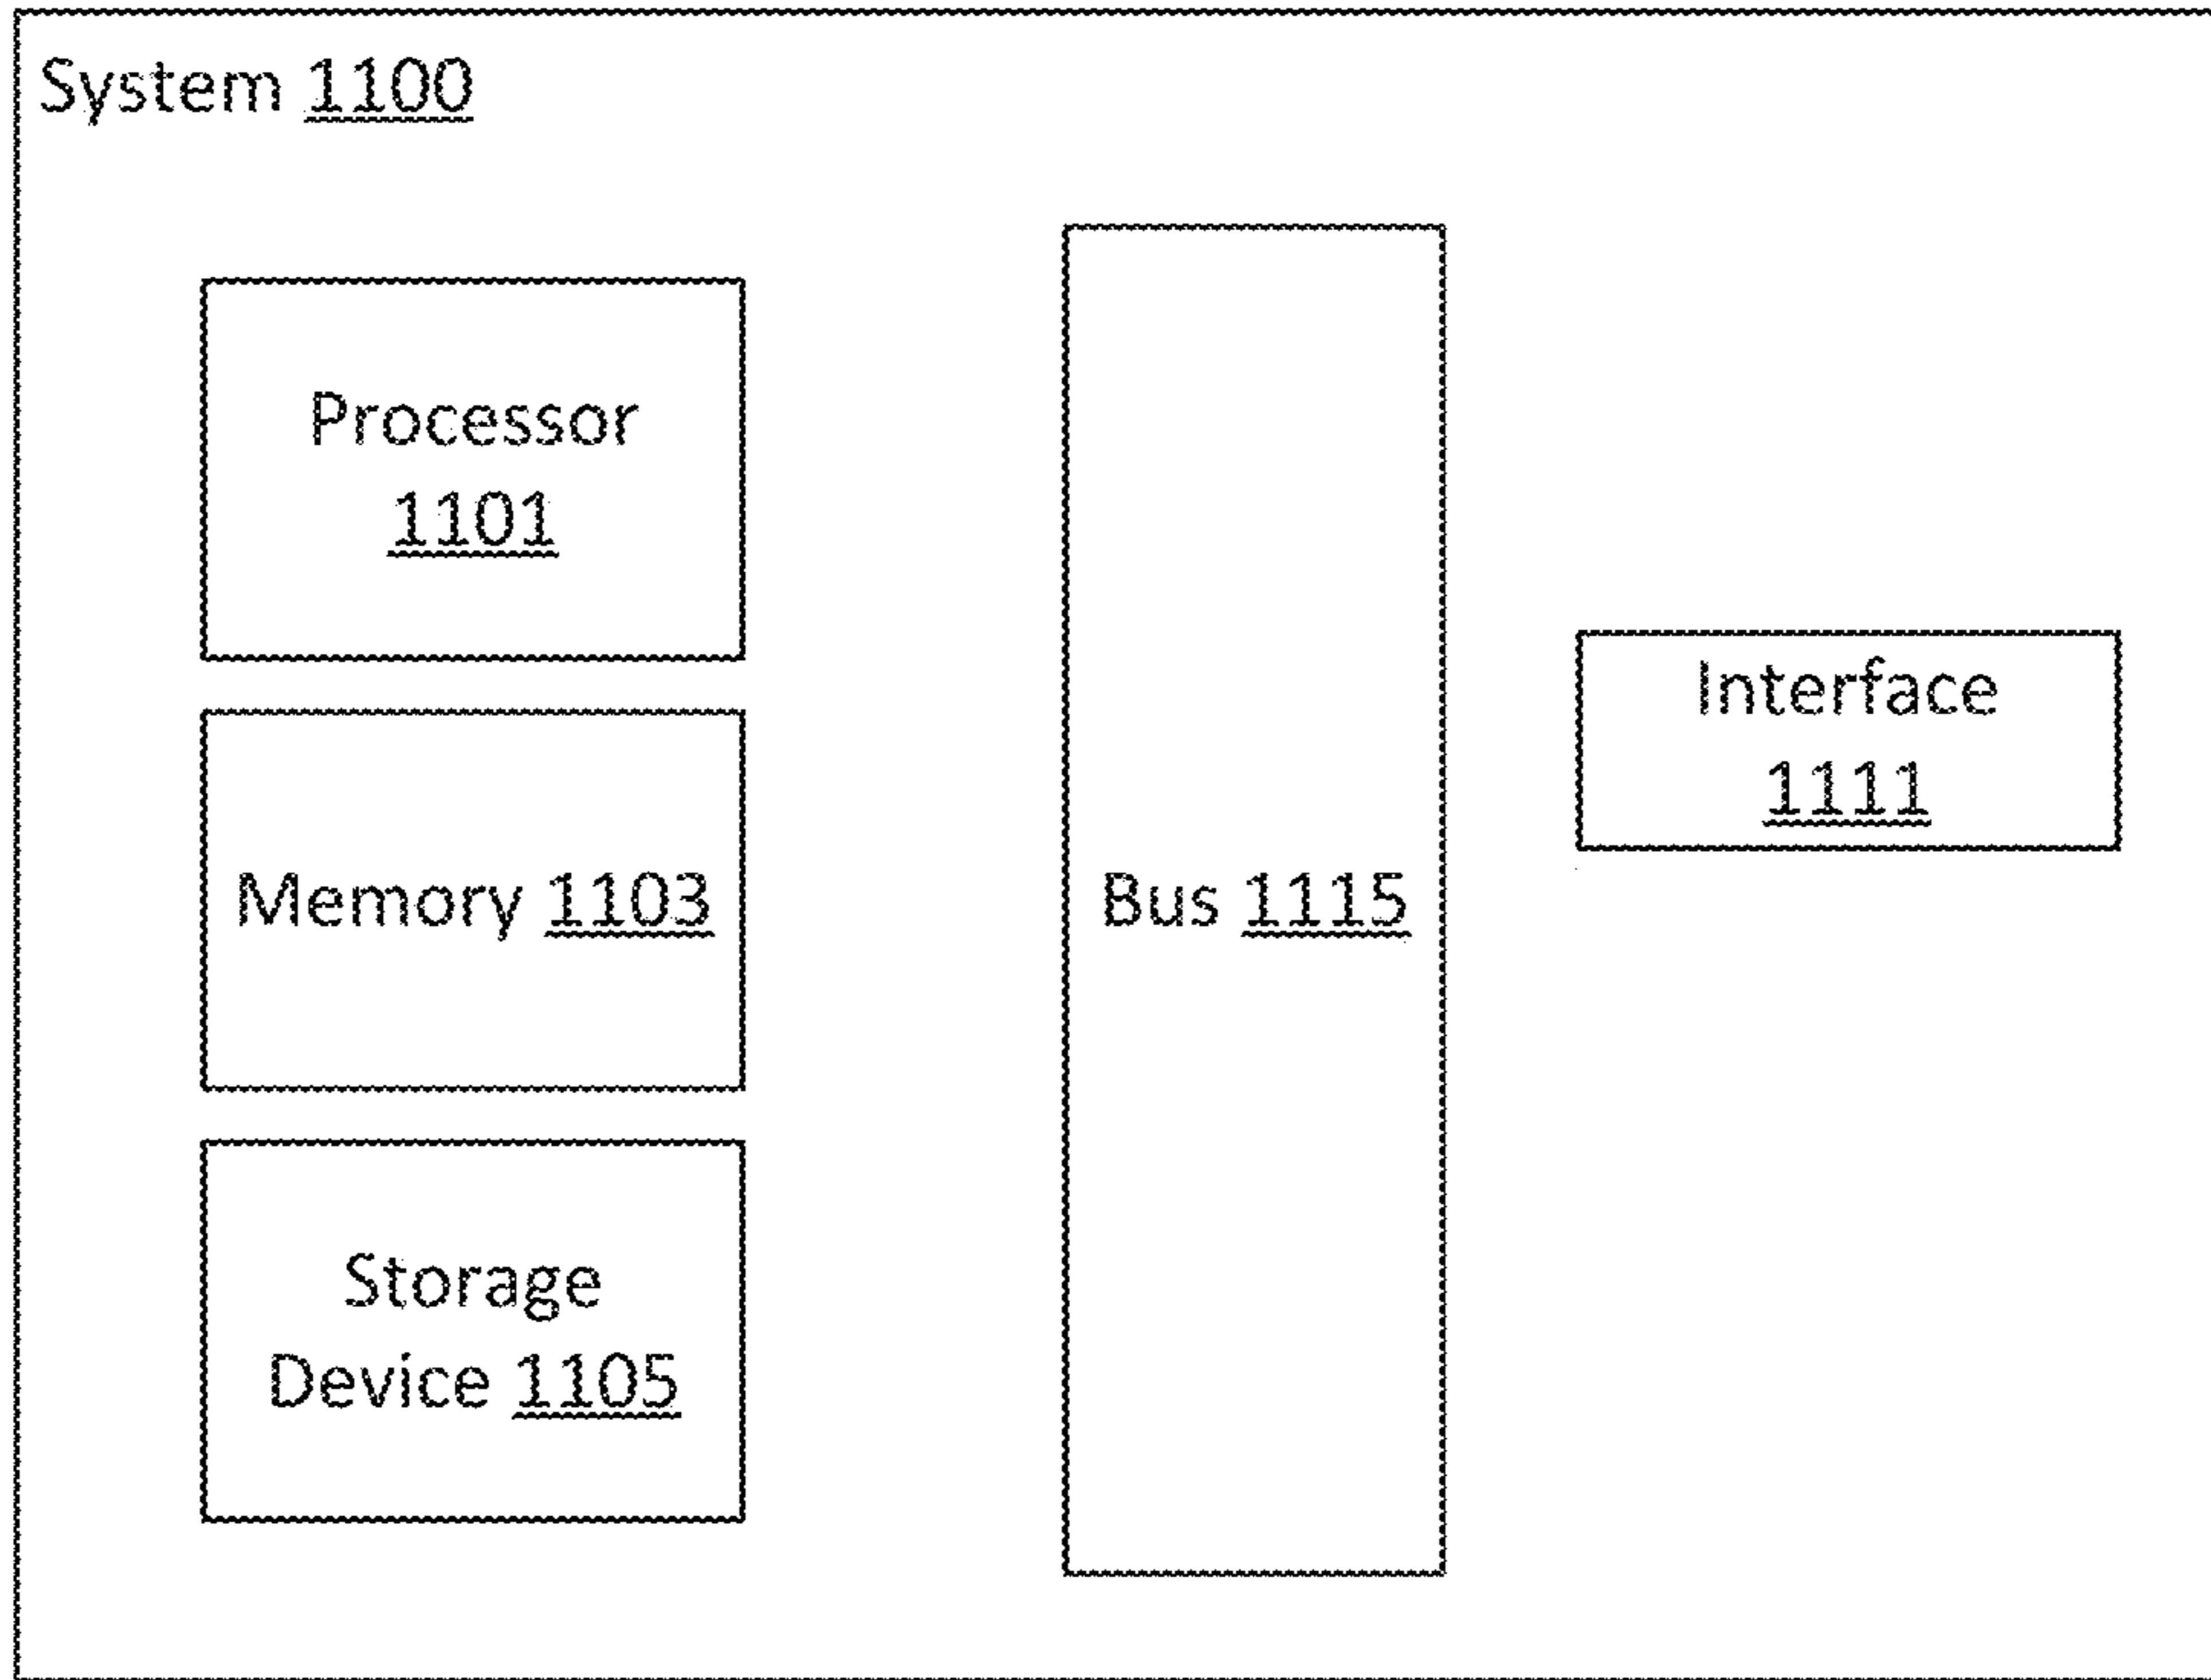 System 1100
Processor
1101
Memory 1103
Storage
Device 1105
Bus 1115
Interface
1111